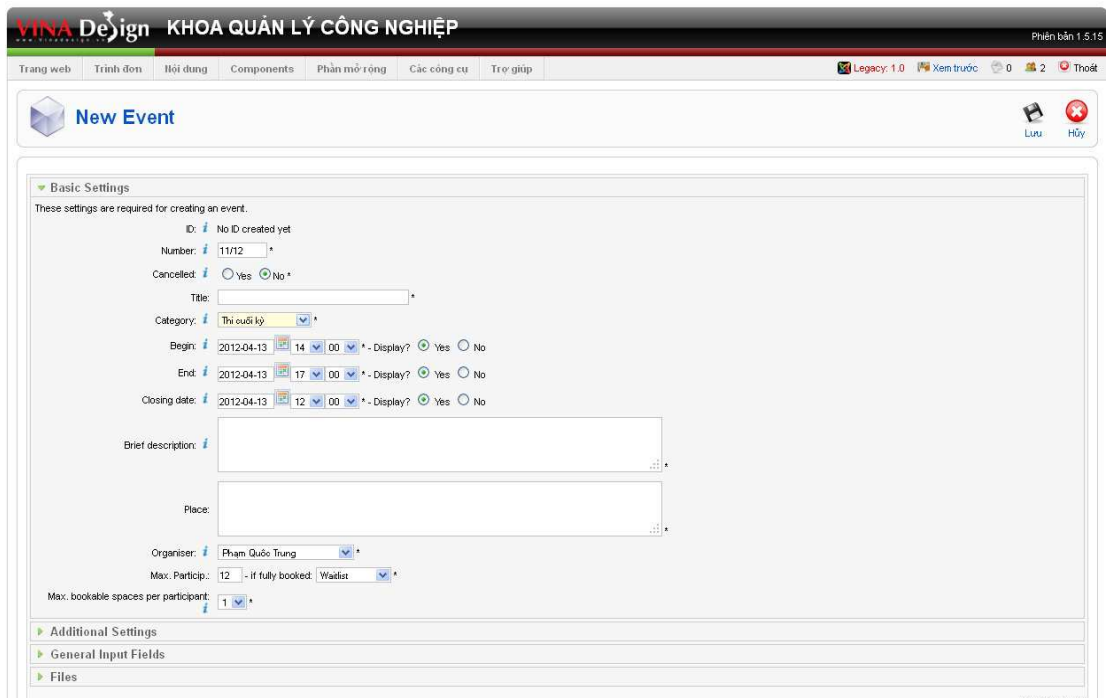 VINA Design KHOA QUẢN LÝ CÔNG NGHIỆP
www.Vinadesign.vn
Phiên bản 1.5.15
Trang web Trình đơn Nội dung Components Phần mở rộng Các công cụ Trợ giúp Legacy: 1.0 Xem trước 0 2 Thoát
New Event
Lưu Hủy
Basic Settings
These settings are required for creating an event.
ID: i No ID created yet
Number: i 11/12 *
Cancelled: i Yes No *
Title: *
Category: i Thi cuối kỳ *
Begin: i 2012-04-13 14 00 * - Display? Yes No
End: i 2012-04-13 17 00 * - Display? Yes No
Closing date: i 2012-04-13 12 00 * - Display? Yes No
Brief description: i *
Place: *
Organiser: i Phạm Quốc Trung *
Max. Particip.: 12 - if fully booked: Waitlist *
Max. bookable spaces per participant: i 1 *
Additional Settings
General Input Fields
Files